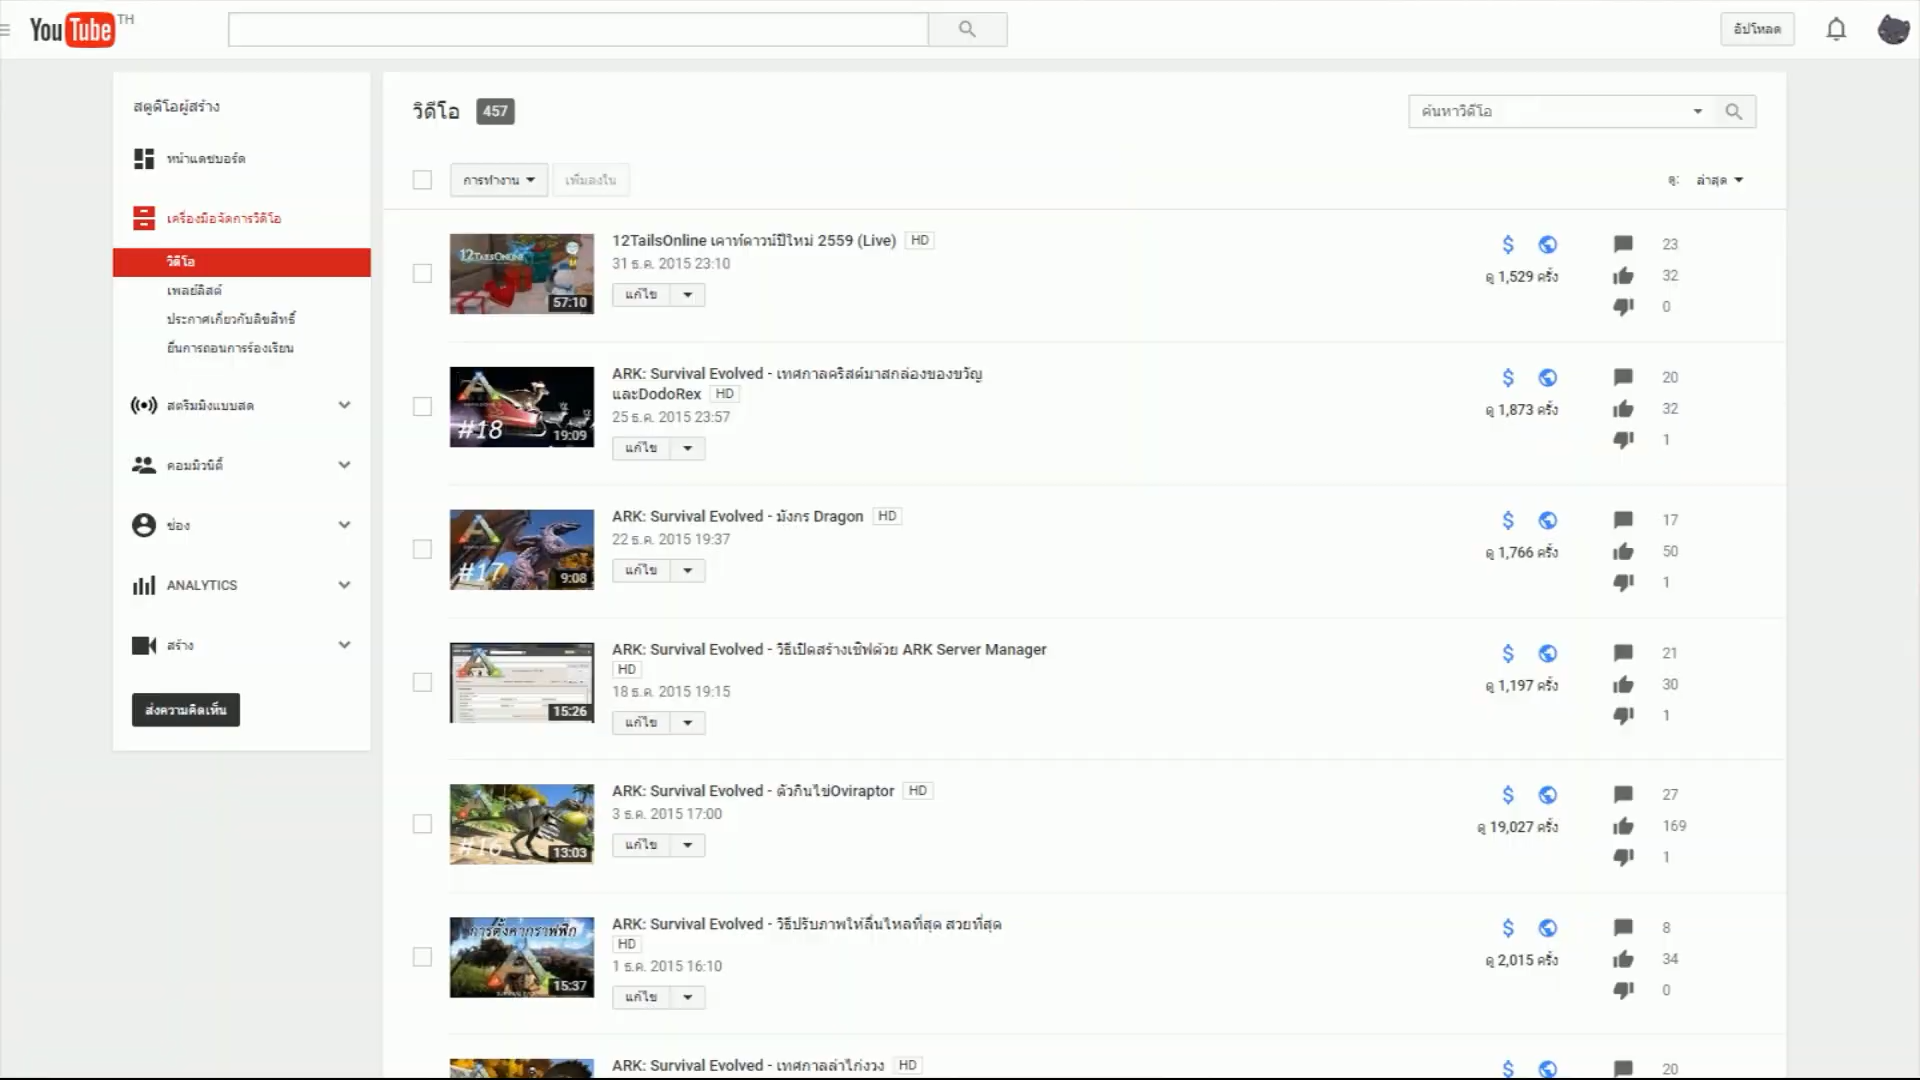 YouTube TH
อัปโหลด
สตูดิโอผู้สร้าง
หน้าแดชบอร์ด
เครื่องมือจัดการวิดีโอ
วิดีโอ
เพลย์ลิสต์
ประกาศเกี่ยวกับลิขสิทธิ์
ยื่นการถอนการร้องเรียน
สตรีมมิงแบบสด
คอมมิวนิตี้
ช่อง
ANALYTICS
สร้าง
ส่งความคิดเห็น
วิดีโอ 457
ค้นหาวิดีโอ
การทำงาน เพิ่มลงใน
ดู: ล่าสุด
12TAILSONLINE
57:10
12TailsOnline เคาท์ดาวน์ปีใหม่ 2559 (Live) HD
31 ธ.ค. 2015 23:10
แก้ไข
ดู 1,529 ครั้ง
23
32
0
#18
19:09
ARK: Survival Evolved - เทศกาลคริสต์มาสกล่องของขวัญ
และDodoRex HD
25 ธ.ค. 2015 23:57
แก้ไข
ดู 1,873 ครั้ง
20
32
1
#17
9:08
ARK: Survival Evolved - มังกร Dragon HD
22 ธ.ค. 2015 19:37
แก้ไข
ดู 1,766 ครั้ง
17
50
1
15:26
ARK: Survival Evolved - วิธีเปิดสร้างเซิฟด้วย ARK Server Manager
HD
18 ธ.ค. 2015 19:15
แก้ไข
ดู 1,197 ครั้ง
21
30
1
#16
13:03
ARK: Survival Evolved - ตัวกินไข่Oviraptor HD
3 ธ.ค. 2015 17:00
แก้ไข
ดู 19,027 ครั้ง
27
169
1
การตั้งค่ากราฟฟิก
15:37
ARK: Survival Evolved - วิธีปรับภาพให้ลื่นไหลที่สุด สวยที่สุด
HD
1 ธ.ค. 2015 16:10
แก้ไข
ดู 2,015 ครั้ง
8
34
0
ARK: Survival Evolved - เทศกาลล่าไก่งวง HD
20